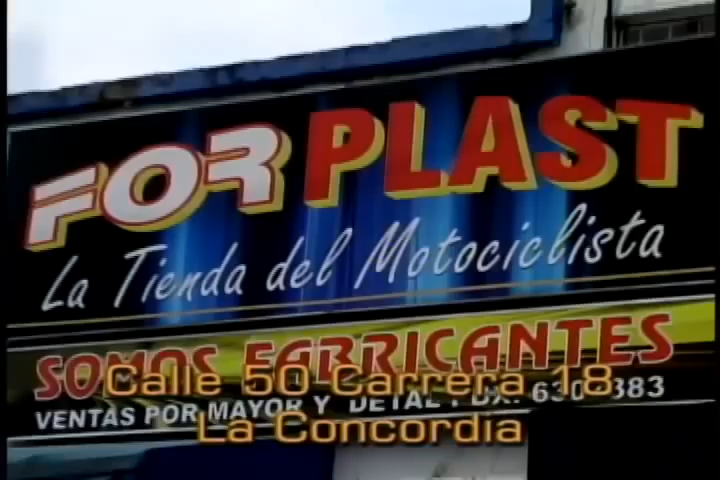 FOR PLAST
La Tienda del Motociclista
SOMOS FABRICANTES
VENTAS POR MAYOR Y DETAL
Calle 50 Carrera 18
La Concordia